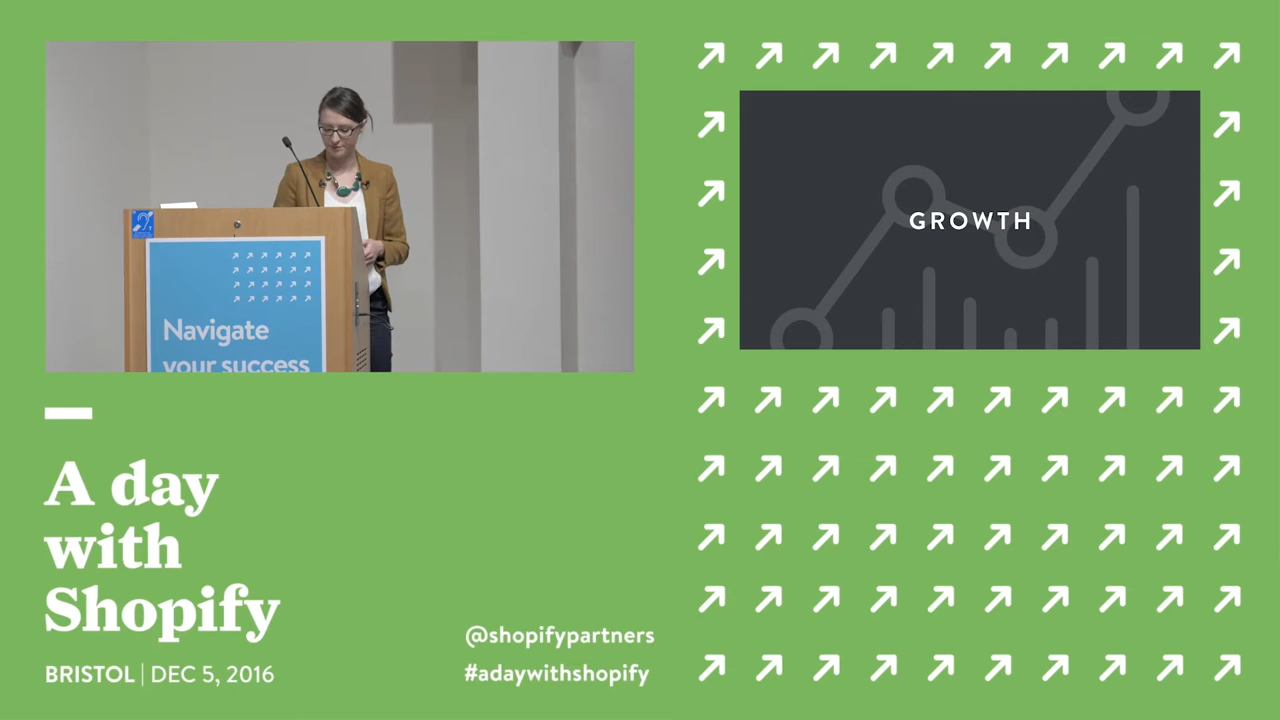 Navigate
your success
GROWTH
A day
with
Shopify
BRISTOL | DEC 5, 2016
@shopifypartners
#adaywithshopify